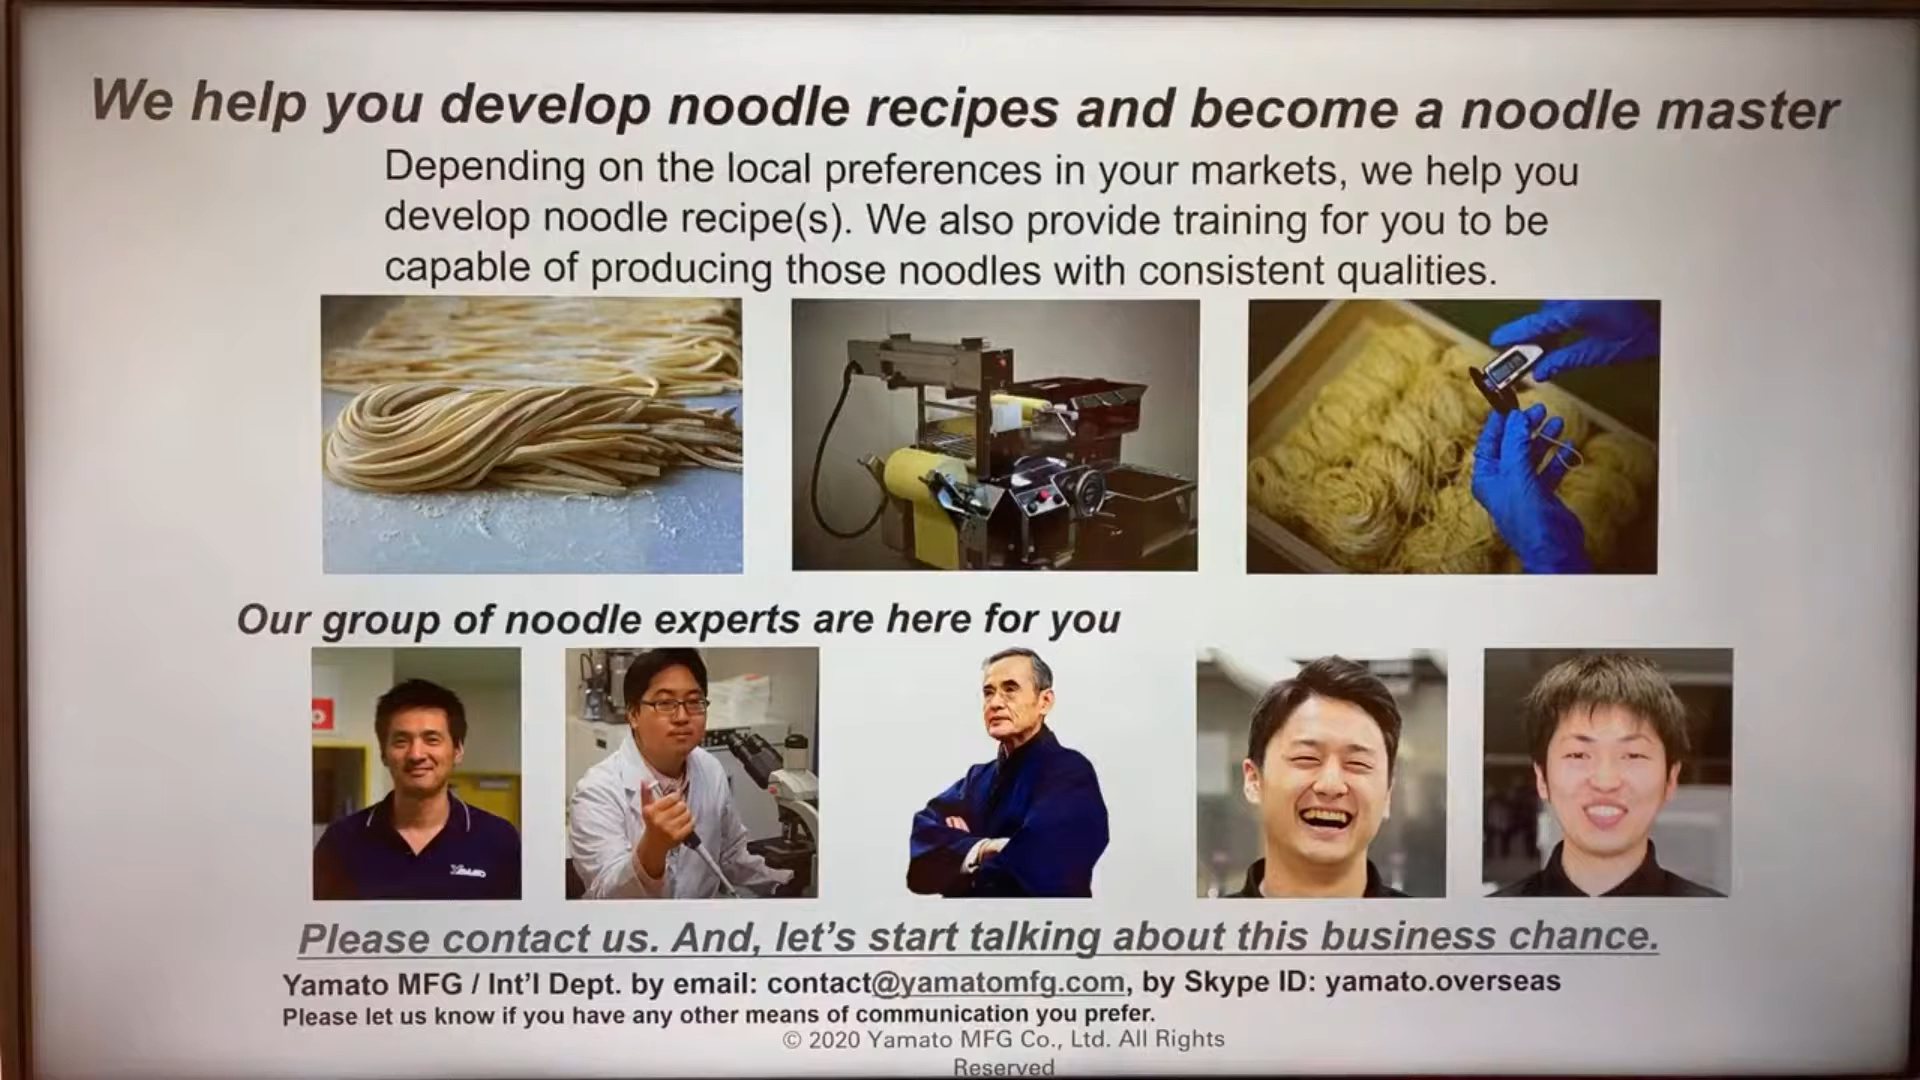 We help you develop noodle recipes and become a noodle master
Depending on the local preferences in your markets, we help you
develop noodle recipe(s). We also provide training for you to be
capable of producing those noodles with consistent qualities.
Our group of noodle experts are here for you
YAMATO
Please contact us. And, let's start talking about this business chance.
Yamato MFG / Int'l Dept. by email: contact@yamatomfg.com, by Skype ID: yamato.overseas
Please let us know if you have any other means of communication you prefer.
© 2020 Yamato MFG Co., Ltd. All Rights
Reserved